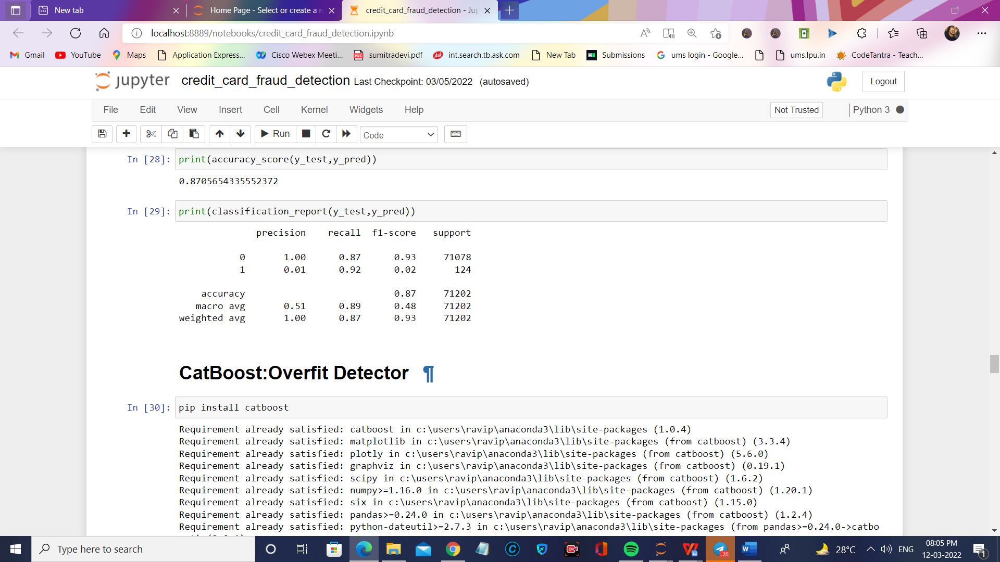 New tab
Home Page - Select or create a n
credit_card_fraud_detection - Jup
localhost:8889/notebooks/credit_card_fraud_detection.ipynb
Gmail
YouTube
Maps
Application Express...
Cisco Webex Meeti...
sumitradevi.pdf
int.search.tb.ask.com
New Tab
Submissions
ums login - Google...
ums.lpu.in
CodeTantra - Teach...
jupyter credit_card_fraud_detection Last Checkpoint: 03/05/2022 (autosaved)
Logout
File Edit View Insert Cell Kernel Widgets Help
Not Trusted
Python 3
Run
Code
In [28]: print(accuracy_score(y_test,y_pred))
0.8705654335552372
In [29]: print(classification_report(y_test,y_pred))
precision recall f1-score support
0 1.00 0.87 0.93 71078
1 0.01 0.92 0.02 124
accuracy 0.87 71202
macro avg 0.51 0.89 0.48 71202
weighted avg 1.00 0.87 0.93 71202
CatBoost:Overfit Detector ¶
In [30]: pip install catboost
Requirement already satisfied: catboost in c:\users\ravip\anaconda3\lib\site-packages (1.0.4)
Requirement already satisfied: matplotlib in c:\users\ravip\anaconda3\lib\site-packages (from catboost) (3.3.4)
Requirement already satisfied: plotly in c:\users\ravip\anaconda3\lib\site-packages (from catboost) (5.6.0)
Requirement already satisfied: graphviz in c:\users\ravip\anaconda3\lib\site-packages (from catboost) (0.19.1)
Requirement already satisfied: scipy in c:\users\ravip\anaconda3\lib\site-packages (from catboost) (1.6.2)
Requirement already satisfied: numpy>=1.16.0 in c:\users\ravip\anaconda3\lib\site-packages (from catboost) (1.20.1)
Requirement already satisfied: six in c:\users\ravip\anaconda3\lib\site-packages (from catboost) (1.15.0)
Requirement already satisfied: pandas>=0.24.0 in c:\users\ravip\anaconda3\lib\site-packages (from catboost) (1.2.4)
Requirement already satisfied: python-dateutil>=2.7.3 in c:\users\ravip\anaconda3\lib\site-packages (from pandas>=0.24.0->catbo
Type here to search
28°C
ENG
08:05 PM
12-03-2022